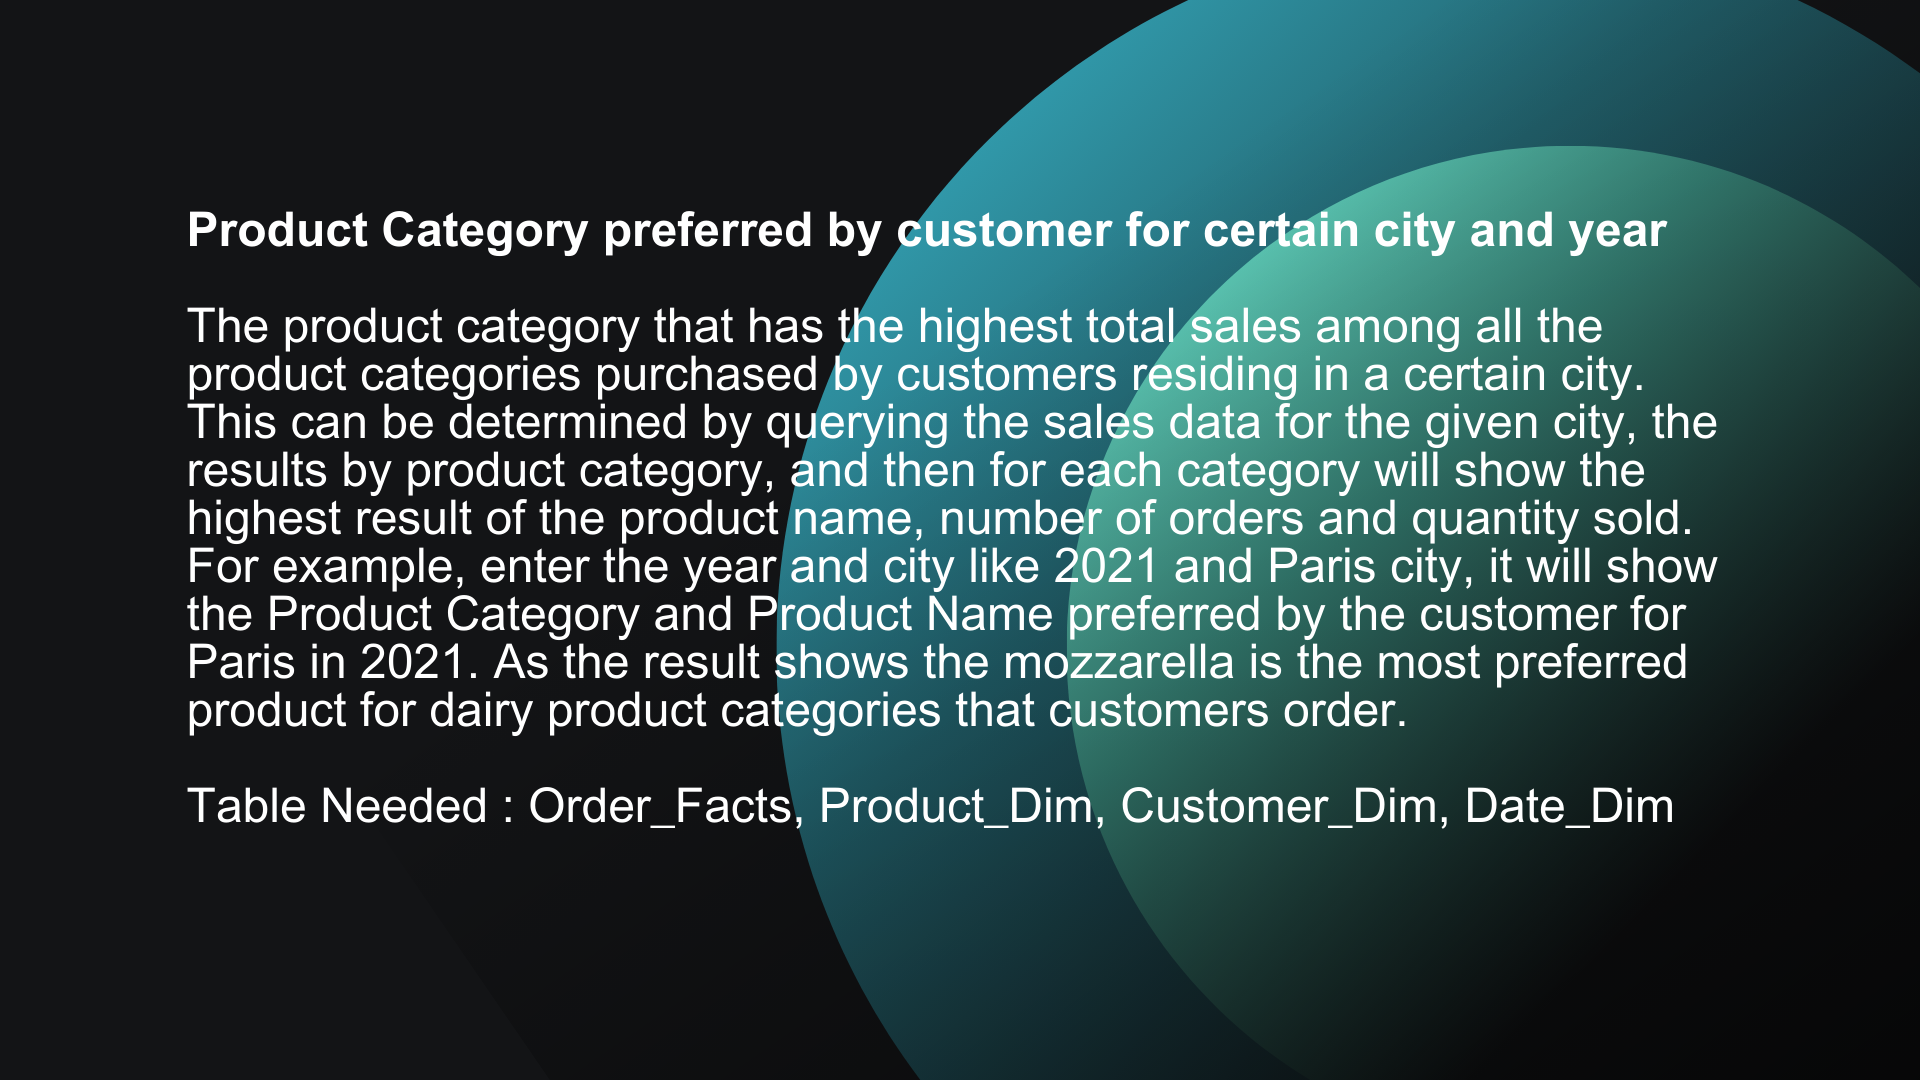 Product Category preferred by customer for certain city and year
The product category that has the highest total sales among all the
product categories purchased by customers residing in a certain city.
This can be determined by querying the sales data for the given city, the
results by product category, and then for each category will show the
highest result of the product name, number of orders and quantity sold.
For example, enter the year and city like 2021 and Paris city, it will show
the Product Category and Product Name preferred by the customer for
Paris in 2021. As the result shows the mozzarella is the most preferred
product for dairy product categories that customers order.
Table Needed : Order_Facts, Product_Dim, Customer_Dim, Date_Dim